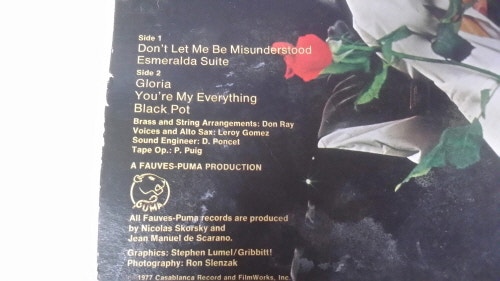 Side 1
Don't Let Me Be Misunderstood
Esmeralda Suite
Side 2
Gloria
You're My Everything
Black Pot
Brass and String Arrangements: Don Ray
Voices and Alto Sax: Leroy Gomez
Sound Engineer: D. Poncet
Tape Op.: P. Puig
A FAUVES-PUMA PRODUCTION
PUMA
All Fauves-Puma records are produced
by Nicolas Skorsky and
Jean Manuel de Scarano.
Graphics: Stephen Lumel/Gribbitt!
Photography: Ron Slenzak
1977 Casablanca Record and FilmWorks, Inc.